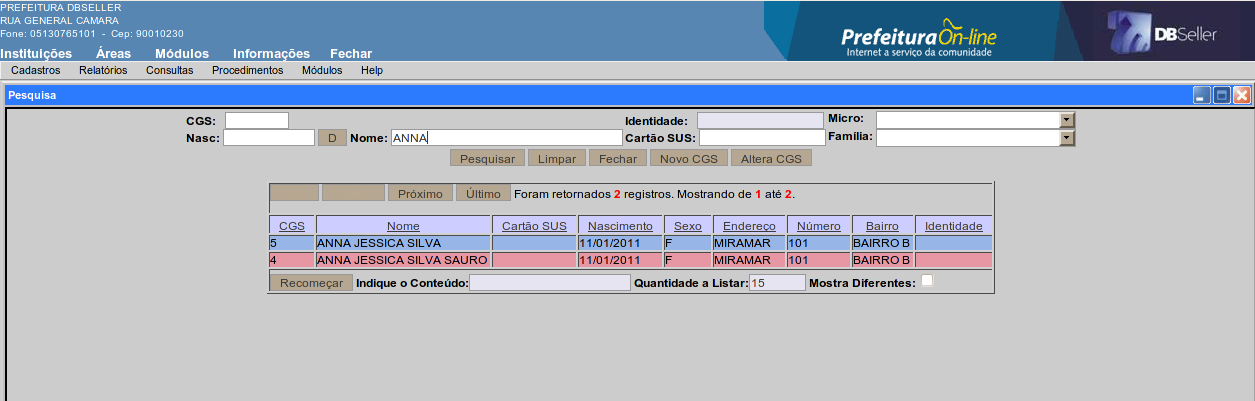 PREFEITURA DBSELLER
RUA GENERAL CAMARA
Fone: 05130765101 - Cep: 90010230
Prefeitura On-line
Internet a serviço da comunidade
DBSeller
Instituições Áreas Módulos Informações Fechar
Cadastros Relatórios Consultas Procedimentos Módulos Help
Pesquisa
CGS: Identidade: Micro:
Nasc: D Nome: ANNA Cartão SUS: Família:
Pesquisar Limpar Fechar Novo CGS Altera CGS
Próximo Último Foram retornados 2 registros. Mostrando de 1 até 2.
CGS Nome Cartão SUS Nascimento Sexo Endereço Número Bairro Identidade
5 ANNA JESSICA SILVA 11/01/2011 F MIRAMAR 101 BAIRRO B
4 ANNA JESSICA SILVA SAURO 11/01/2011 F MIRAMAR 101 BAIRRO B
Recomeçar Indique o Conteúdo: Quantidade a Listar: 15 Mostra Diferentes: